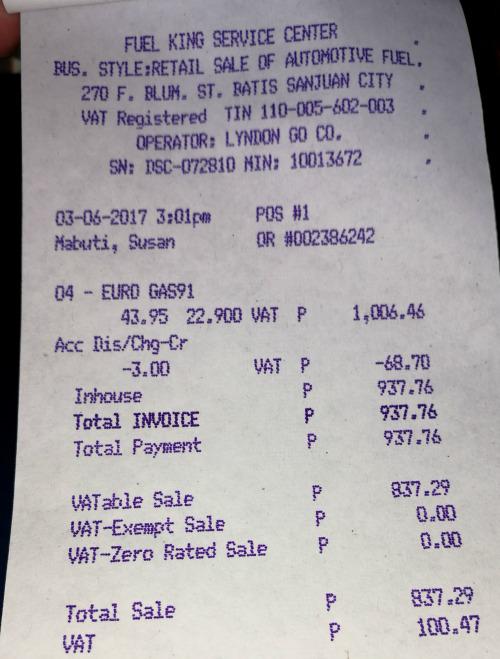 FUEL KING SERVICE CENTER .
BUS. STYLE:RETAIL SALE OF AUTOMOTIVE FUEL.
270 F. BLUM. ST. BATIS SANJUAN CITY .
VAT Registered TIN 110-005-602-003 .
OPERATOR: LYNDON GO CO. .
SN: DSC-072810 MIN: 10013672 .
03-06-2017 3:01pm POS #1
Mabuti, Susan OR #002386242
04 - EURO GAS91
43.95 22.900 VAT P 1,006.46
Acc Dis/Chg-Cr
-3.00 VAT P -68.70
Inhouse P 937.76
Total INVOICE P 937.76
Total Payment P 937.76
VATable Sale P 837.29
VAT-Exempt Sale P 0.00
VAT-Zero Rated Sale P 0.00
Total Sale P 837.29
VAT P 100.47